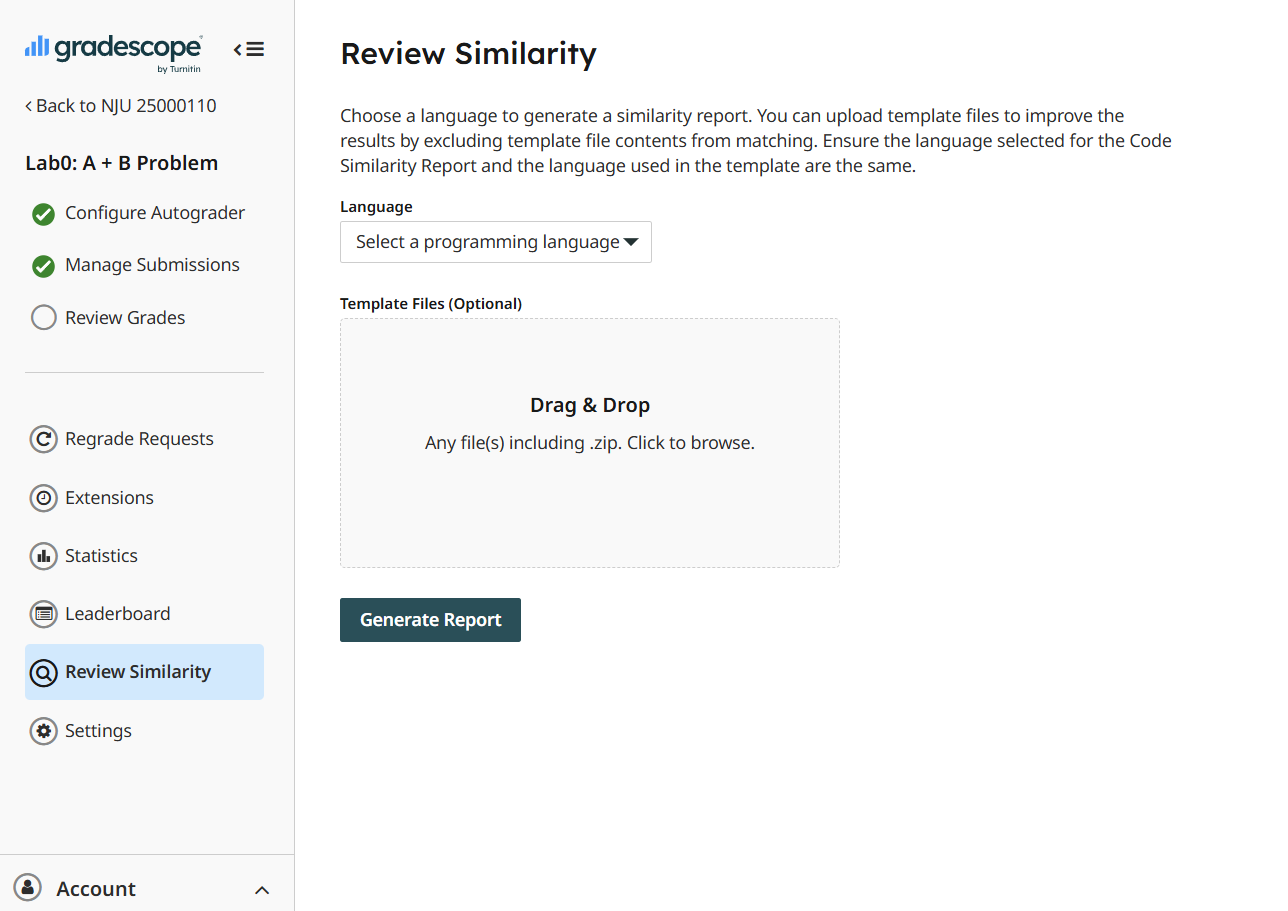 gradescope
by Turnitin
Back to NJU 25000110
Lab0: A + B Problem
Configure Autograder
Manage Submissions
Review Grades
Regrade Requests
Extensions
Statistics
Leaderboard
Review Similarity
Settings
Account
Review Similarity
Choose a language to generate a similarity report. You can upload template files to improve the
results by excluding template file contents from matching. Ensure the language selected for the Code
Similarity Report and the language used in the template are the same.
Language
Select a programming language
Template Files (Optional)
Drag & Drop
Any file(s) including .zip. Click to browse.
Generate Report